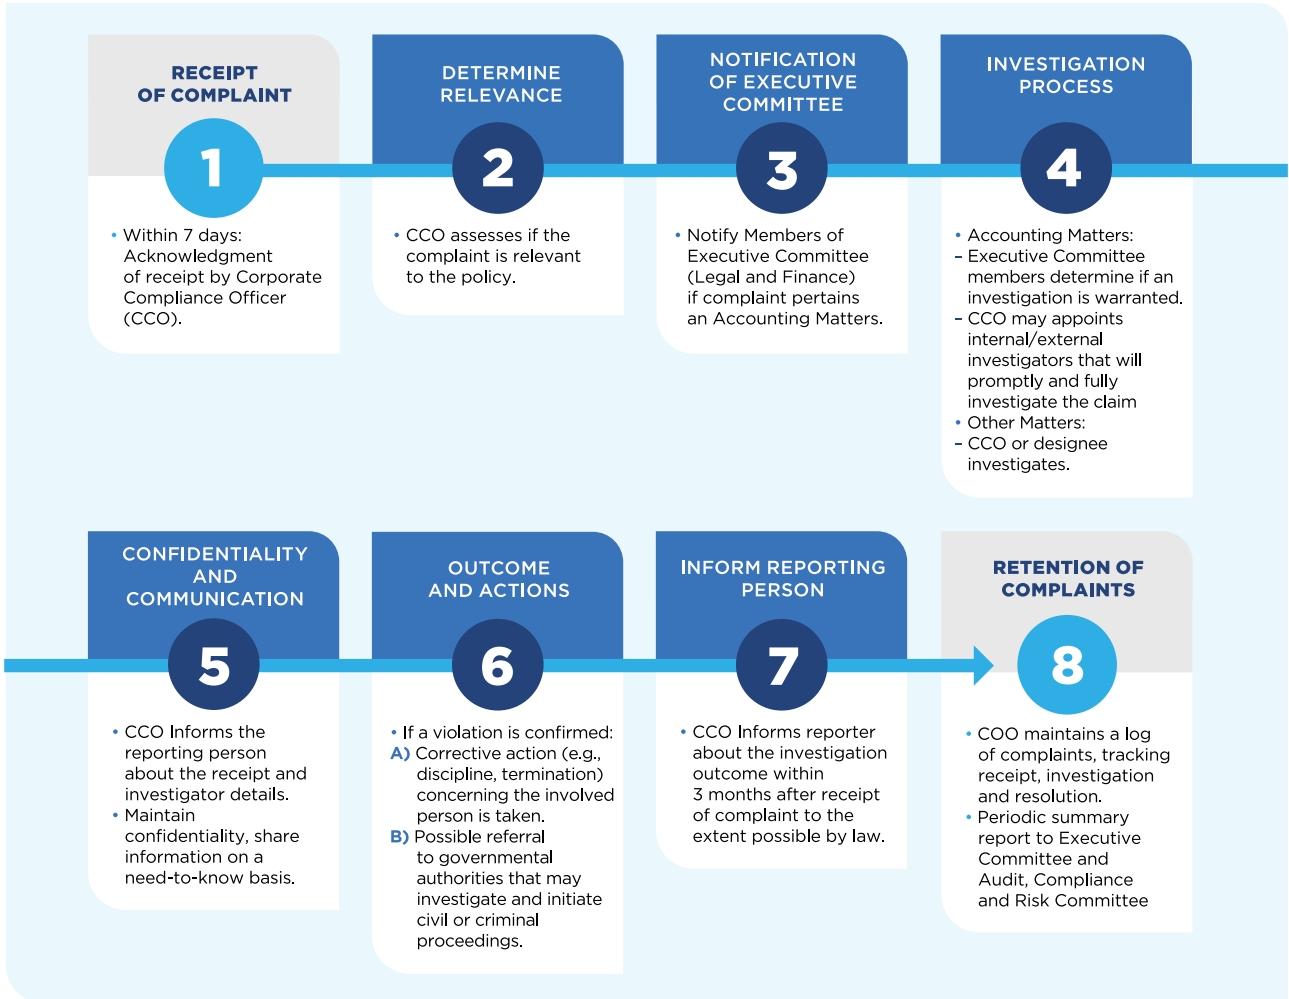 RECEIPT
OF COMPLAINT
1
• Within 7 days:
Acknowledgment
of receipt by Corporate
Compliance Officer
(CCO).
DETERMINE
RELEVANCE
2
• CCO assesses if the
complaint is relevant
to the policy.
NOTIFICATION
OF EXECUTIVE
COMMITTEE
3
• Notify Members of
Executive Committee
(Legal and Finance)
if complaint pertains
an Accounting Matters.
INVESTIGATION
PROCESS
4
• Accounting Matters:
– Executive Committee
members determine if an
investigation is warranted.
– CCO may appoints
internal/external
investigators that will
promptly and fully
investigate the claim
• Other Matters:
– CCO or designee
investigates.
CONFIDENTIALITY
AND
COMMUNICATION
5
• CCO Informs the
reporting person
about the receipt and
investigator details.
• Maintain
confidentiality, share
information on a
need-to-know basis.
OUTCOME
AND ACTIONS
6
• If a violation is confirmed:
A) Corrective action (e.g.,
discipline, termination)
concerning the involved
person is taken.
B) Possible referral
to governmental
authorities that may
investigate and initiate
civil or criminal
proceedings.
INFORM REPORTING
PERSON
7
• CCO Informs reporter
about the investigation
outcome within
3 months after receipt
of complaint to the
extent possible by law.
RETENTION OF
COMPLAINTS
8
• COO maintains a log
of complaints, tracking
receipt, investigation
and resolution.
• Periodic summary
report to Executive
Committee and
Audit, Compliance
and Risk Committee